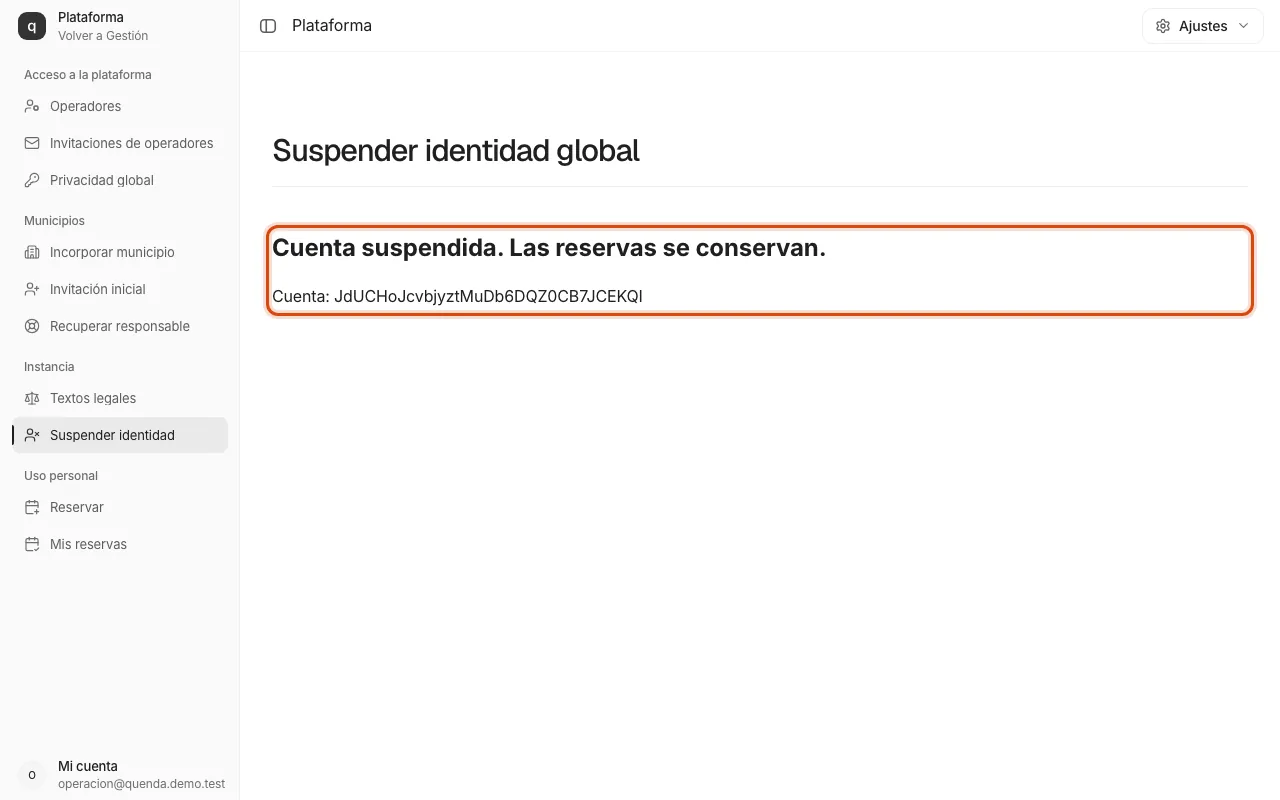 q
Plataforma
Volver a Gestión
Acceso a la plataforma
Operadores
Invitaciones de operadores
Privacidad global
Municipios
Incorporar municipio
Invitación inicial
Recuperar responsable
Instancia
Textos legales
Suspender identidad
Uso personal
Reservar
Mis reservas
O
Mi cuenta
operacion@quenda.demo.test
Plataforma
Ajustes
Suspender identidad global
Cuenta suspendida. Las reservas se conservan.
Cuenta: JdUCHoJcvbjyztMuDb6DQZ0CB7JCEKQI